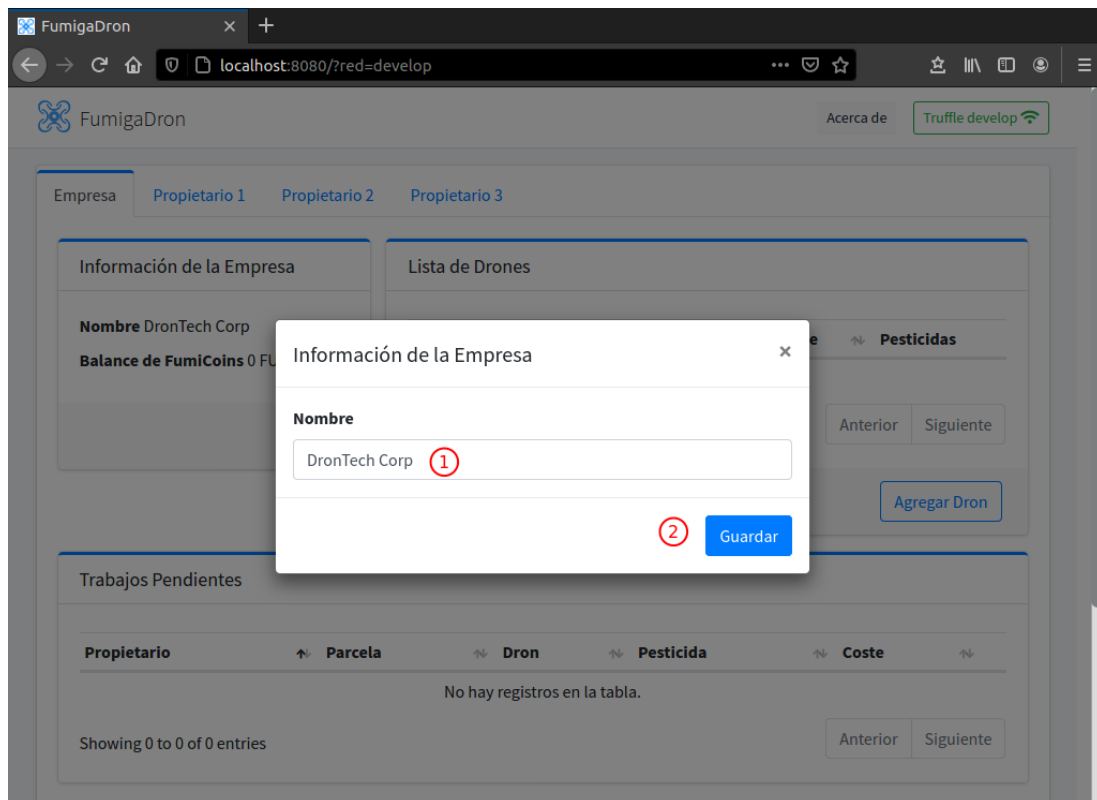 FumigaDron
localhost:8080/?red=develop
FumigaDron
Acerca de
Truffle develop
Empresa
Propietario 1
Propietario 2
Propietario 3
Información de la Empresa
Lista de Drones
Nombre DronTech Corp
Balance de FumiCoins 0 FU
Pesticidas
Anterior
Siguiente
Agregar Dron
Información de la Empresa
×
Nombre
DronTech Corp
1
2
Guardar
Trabajos Pendientes
Propietario
Parcela
Dron
Pesticida
Coste
No hay registros en la tabla.
Showing 0 to 0 of 0 entries
Anterior
Siguiente